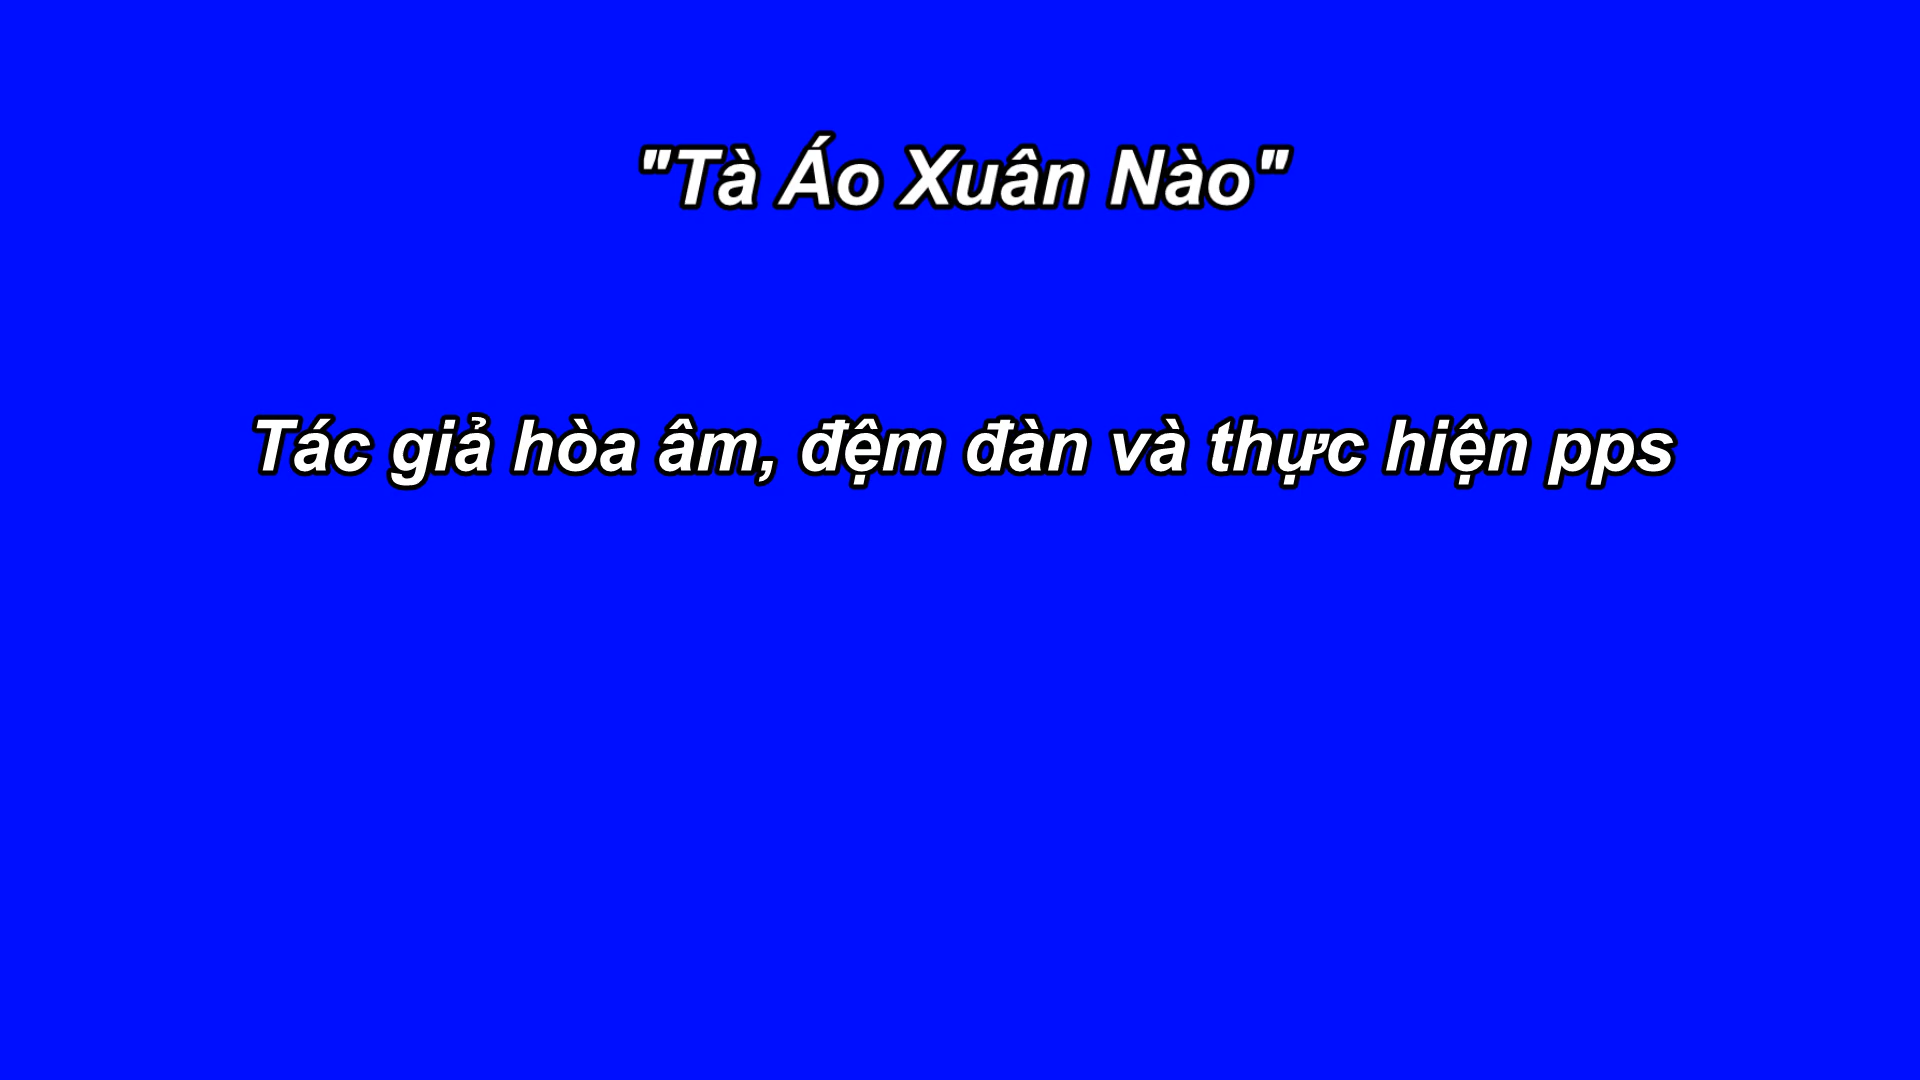 "Tà Áo Xuân Nào"
Tác giả hòa âm, đệm đàn và thực hiện pps